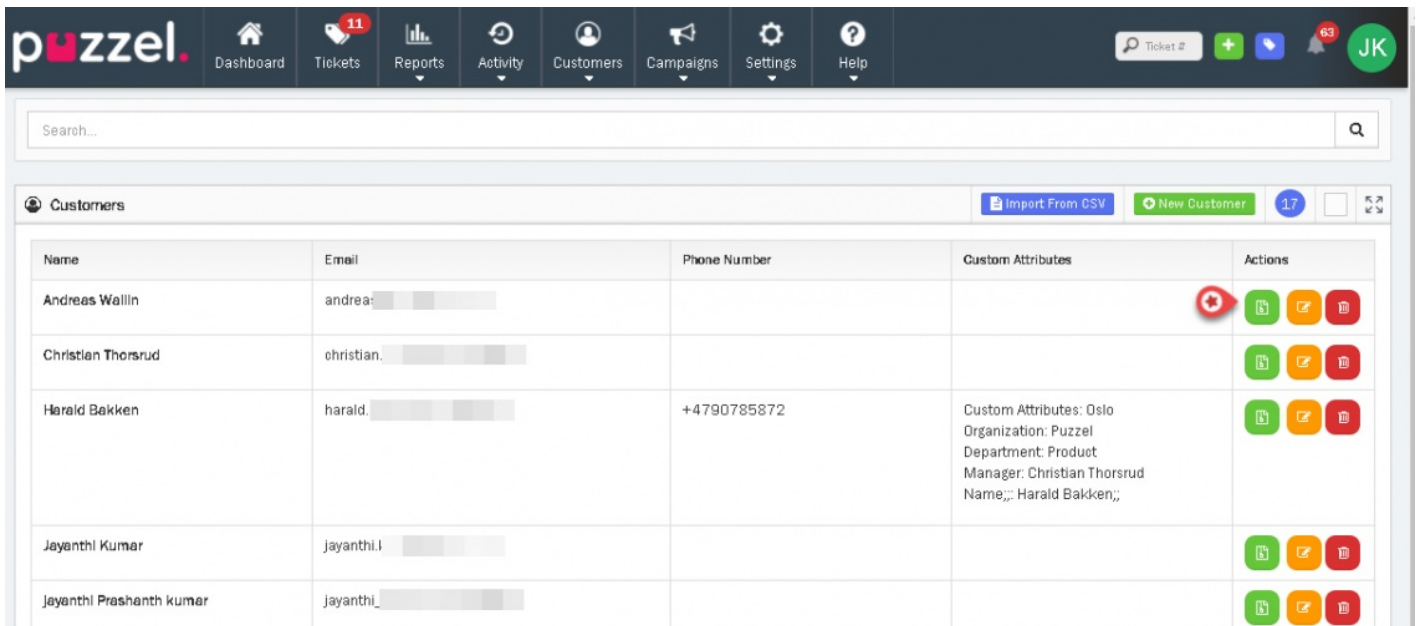 puzzel.
Dashboard
Tickets
11
Reports
Activity
Customers
Campaigns
Settings
Help
Ticket #
63
JK
Search...
Customers
Import From CSV
New Customer
17
Name Email Phone Number Custom Attributes Actions
Andreas Wallin andreas
Christian Thorsrud christian.
Harald Bakken harald. +4790785872 Custom Attributes: Oslo
Organization: Puzzel
Department: Product
Manager: Christian Thorsrud
Name;;: Harald Bakken;;
Jayanthi Kumar jayanthi.
jayanthi Prashanth kumar jayanthi_